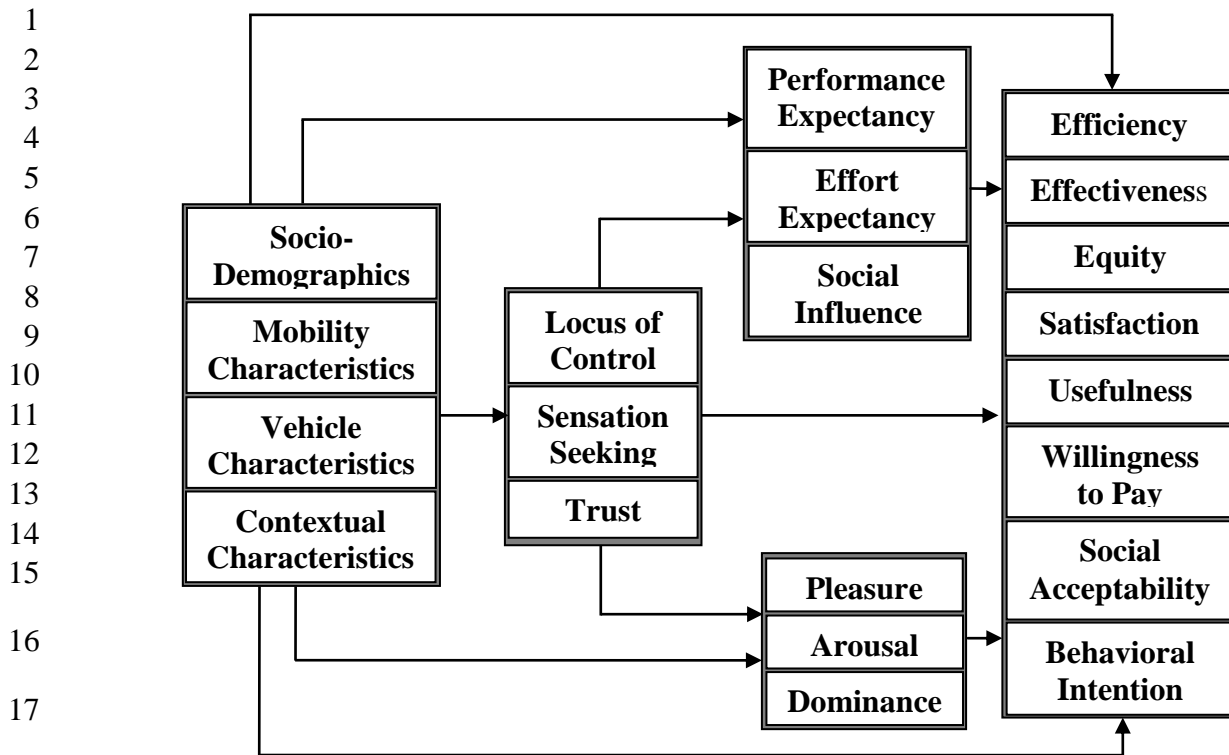 1
2
3
4
5
6
7
8
9
10
11
12
13
14
15
16
17
Socio-
Demographics
Mobility
Characteristics
Vehicle
Characteristics
Contextual
Characteristics
Locus of
Control
Sensation
Seeking
Trust
Performance
Expectancy
Effort
Expectancy
Social
Influence
Pleasure
Arousal
Dominance
Efficiency
Effectiveness
Equity
Satisfaction
Usefulness
Willingness
to Pay
Social
Acceptability
Behavioral
Intention